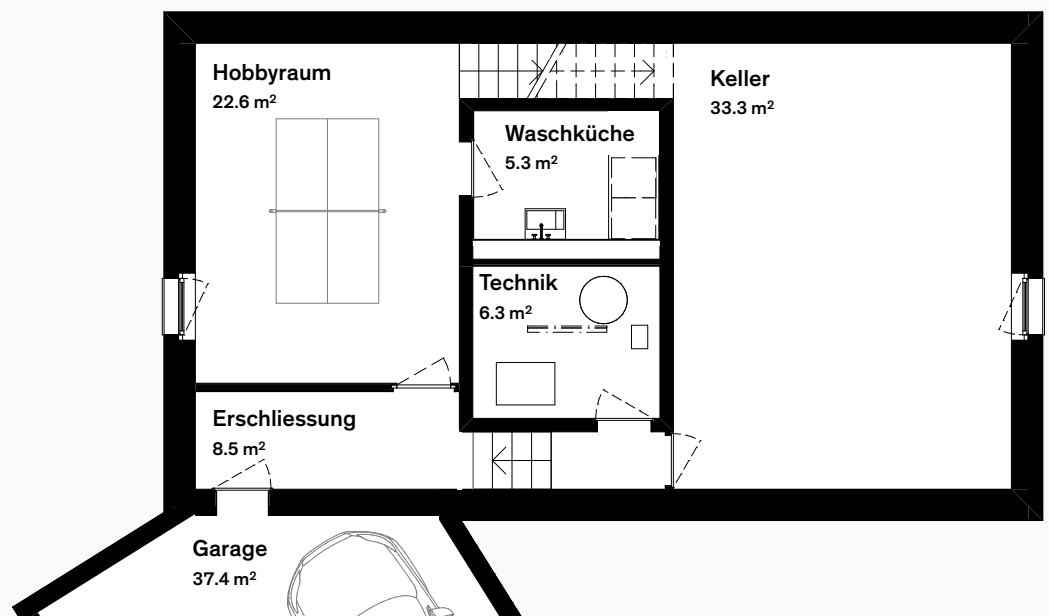 Hobbyraum
22.6 m²
Keller
33.3 m²
Waschküche
5.3 m²
Technik
6.3 m²
Erschliessung
8.5 m²
Garage
37.4 m²